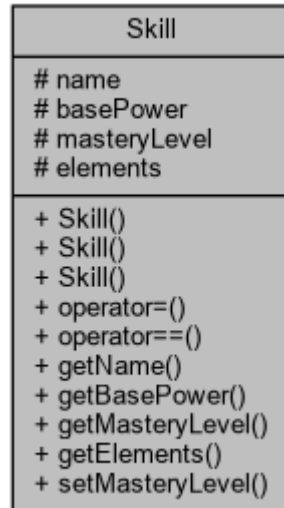 Skill
# name
# basePower
# masteryLevel
# elements
+ Skill()
+ Skill()
+ Skill()
+ operator=()
+ operator==()
+ getName()
+ getBasePower()
+ getMasteryLevel()
+ getElements()
+ setMasteryLevel()